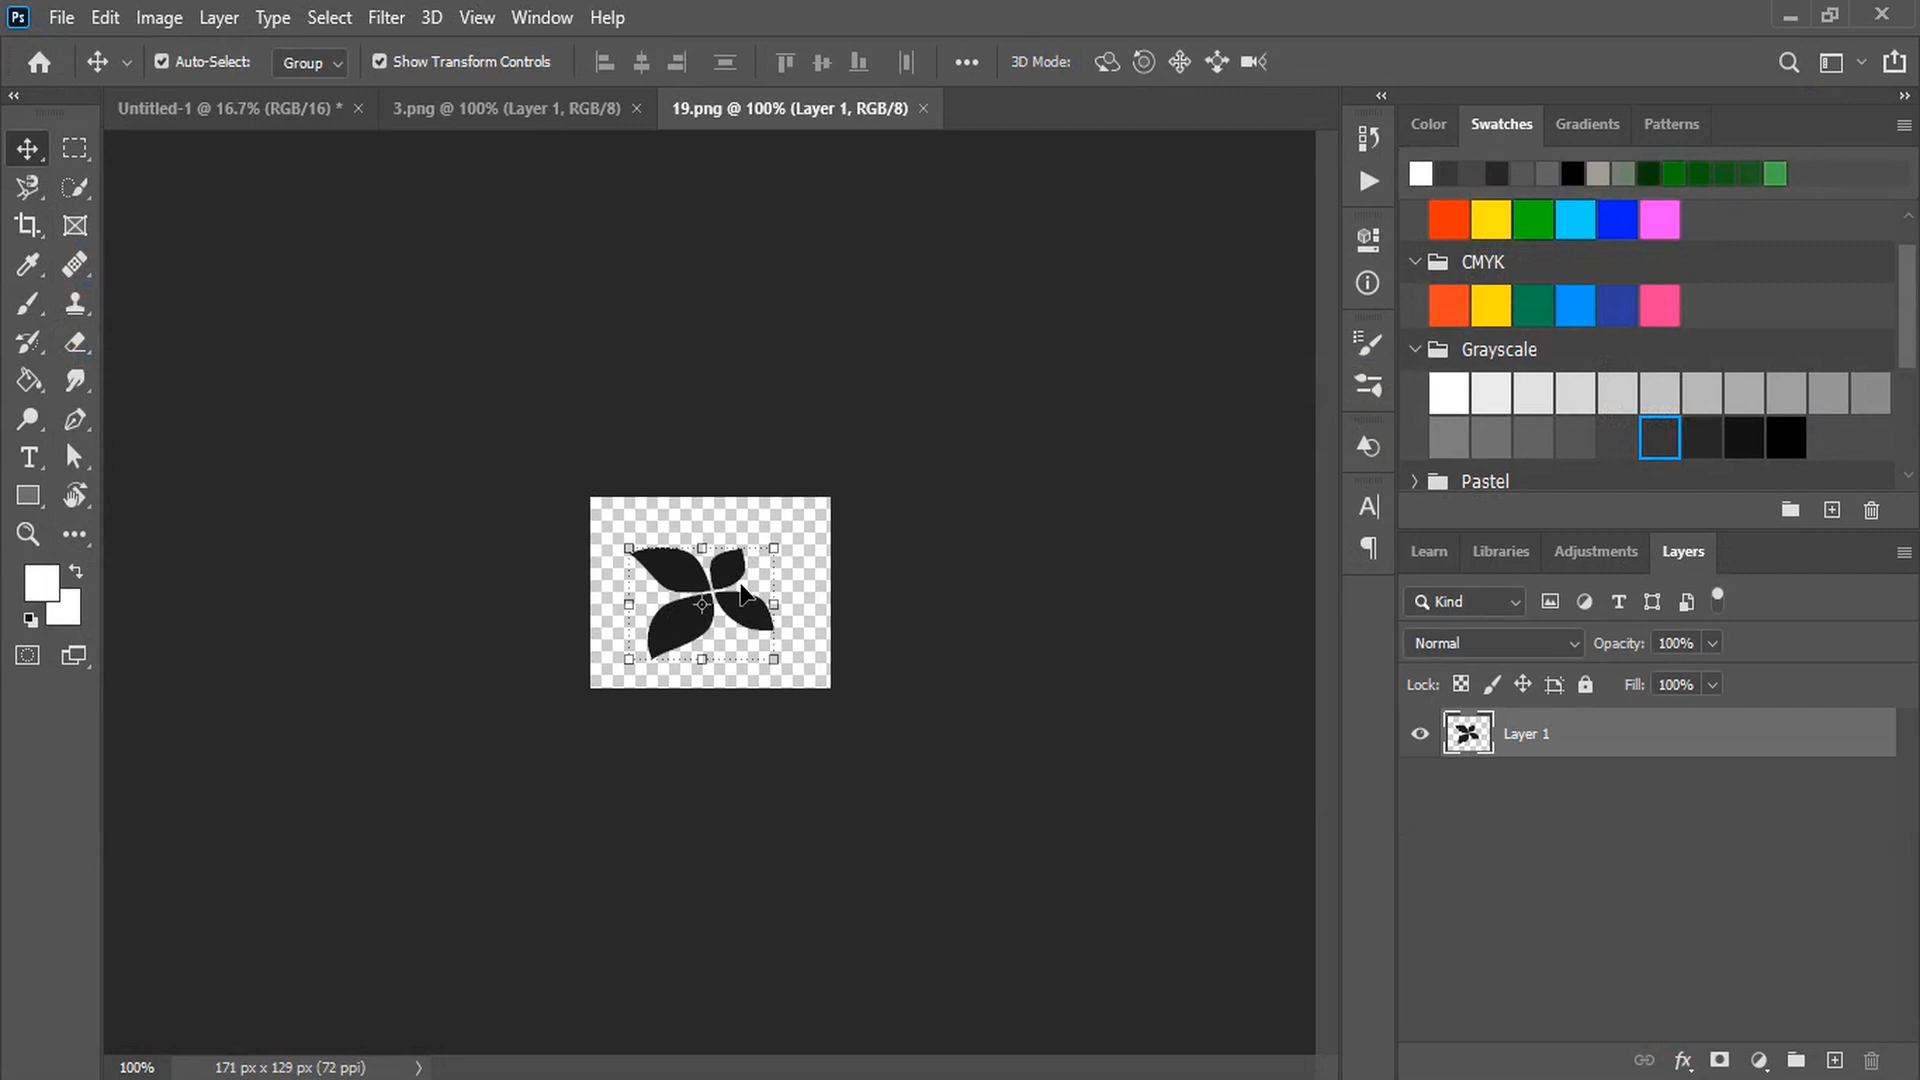 Ps File Edit Image Layer Type Select Filter 3D View Window Help
Auto-Select: Group Show Transform Controls 3D Mode:
Untitled-1 @ 16.7% (RGB/16) * 3.png @ 100% (Layer 1, RGB/8) 19.png @ 100% (Layer 1, RGB/8)
Color Swatches Gradients Patterns
CMYK
Grayscale
Pastel
Learn Libraries Adjustments Layers
Kind
Normal Opacity: 100%
Lock: Fill: 100%
Layer 1
100% 171 px x 129 px (72 ppi)